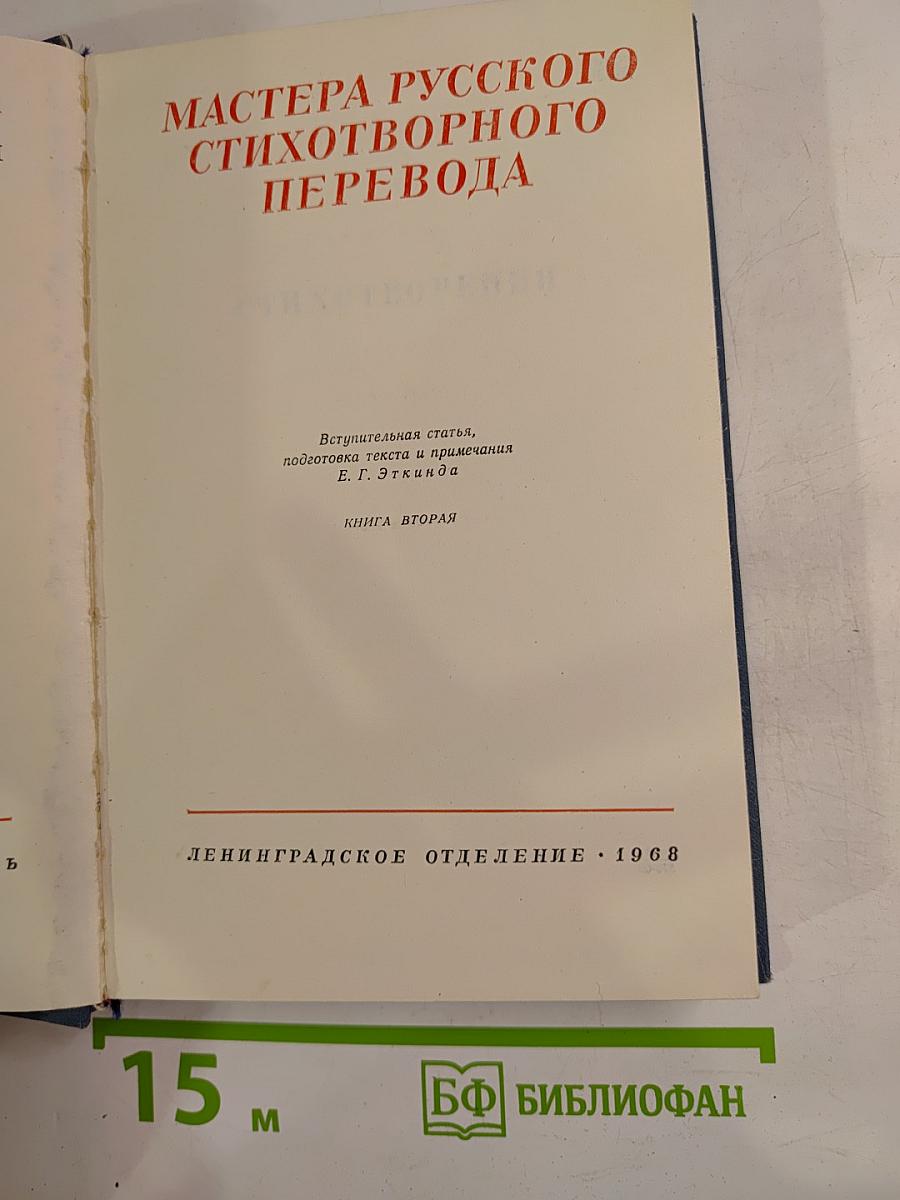 МАСТЕРА РУССКОГО
СТИХОТВОРНОГО
ПЕРЕВОДА
Вступительная статья,
подготовка текста и примечания
Е. Г. Эткинда
КНИГА ВТОРАЯ
ЛЕНИНГРАДСКОЕ ОТДЕЛЕНИЕ · 1968
Ь
15 м
БФ БИБЛИОФАН